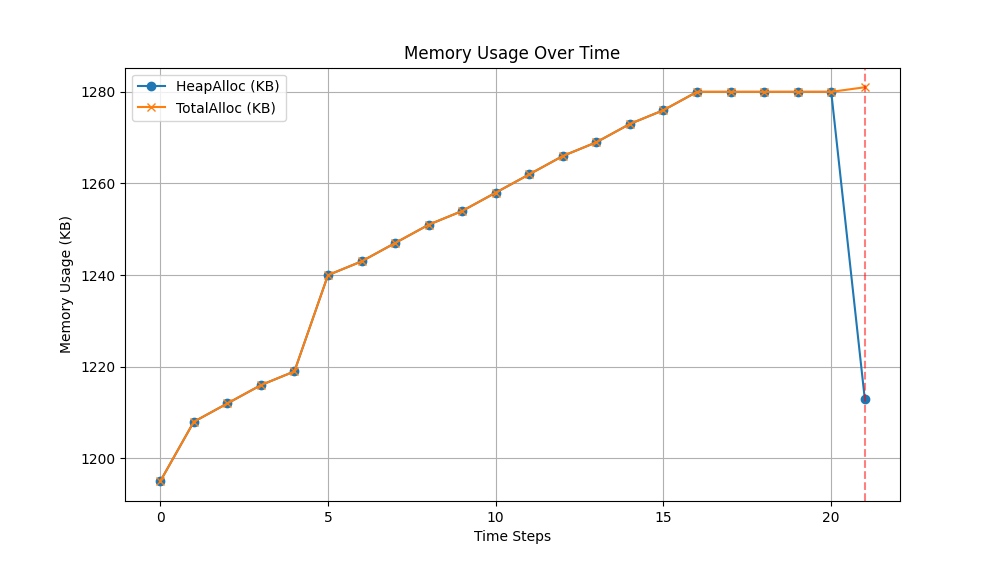 Memory Usage Over Time
HeapAlloc (KB)
TotalAlloc (KB)
Memory Usage (KB)
1280
1260
1240
1220
1200
0 5 10 15 20
Time Steps